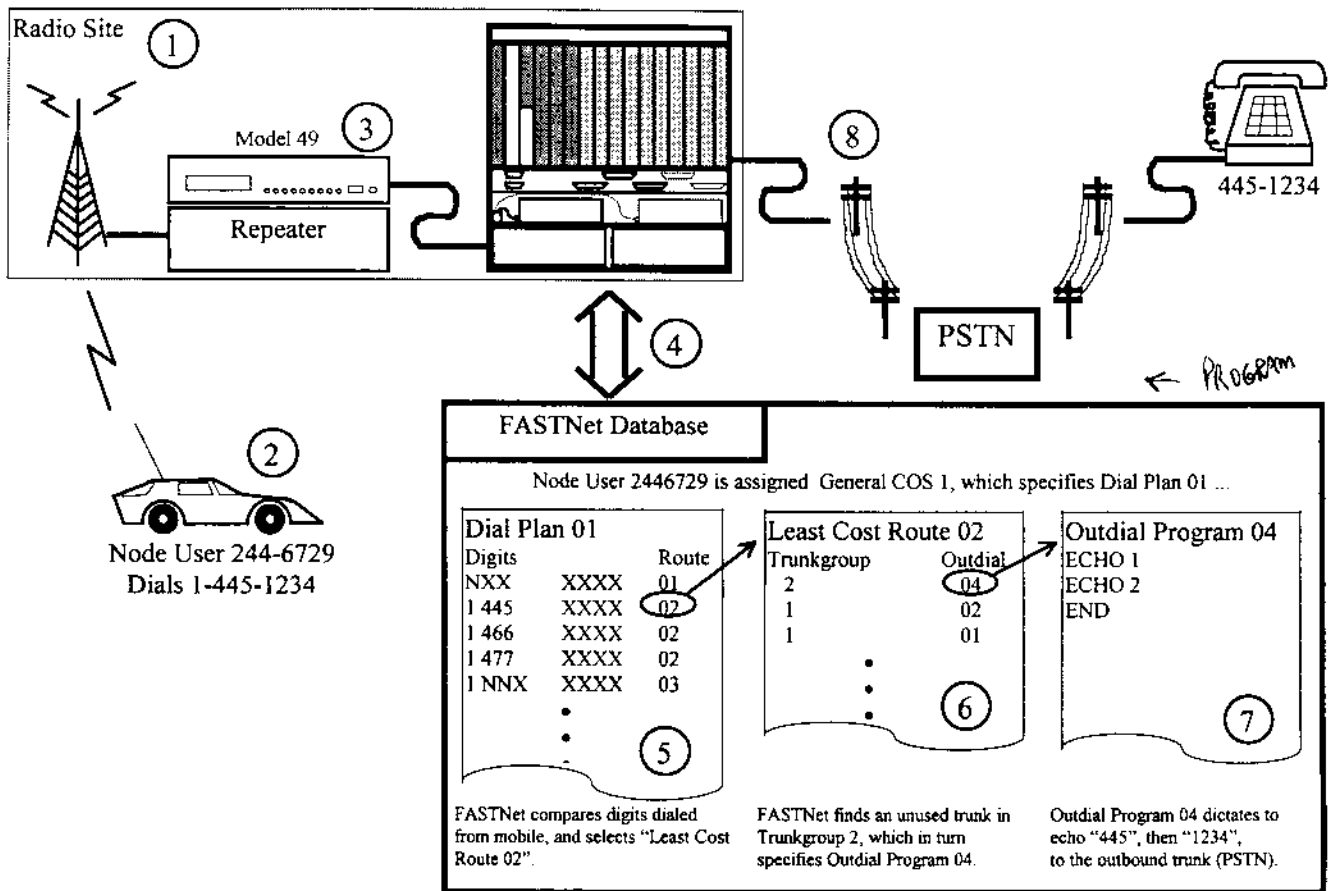 Radio Site
1
Model 49
3
Repeater
8
445-1234
PSTN
4
← PROGRAM
2
Node User 244-6729
Dials 1-445-1234
FASTNet Database
Node User 2446729 is assigned General COS 1, which specifies Dial Plan 01 ...
Dial Plan 01
Digits Route
NXX XXXX 01
1 445 XXXX 02
1 466 XXXX 02
1 477 XXXX 02
1 NNX XXXX 03
5
FASTNet compares digits dialed
from mobile, and selects “Least Cost
Route 02”.
Least Cost Route 02
Trunkgroup Outdial
2 04
1 02
1 01
6
FASTNet finds an unused trunk in
Trunkgroup 2, which in turn
specifies Outdial Program 04.
Outdial Program 04
ECHO 1
ECHO 2
END
7
Outdial Program 04 dictates to
echo “445”, then “1234”,
to the outbound trunk (PSTN).